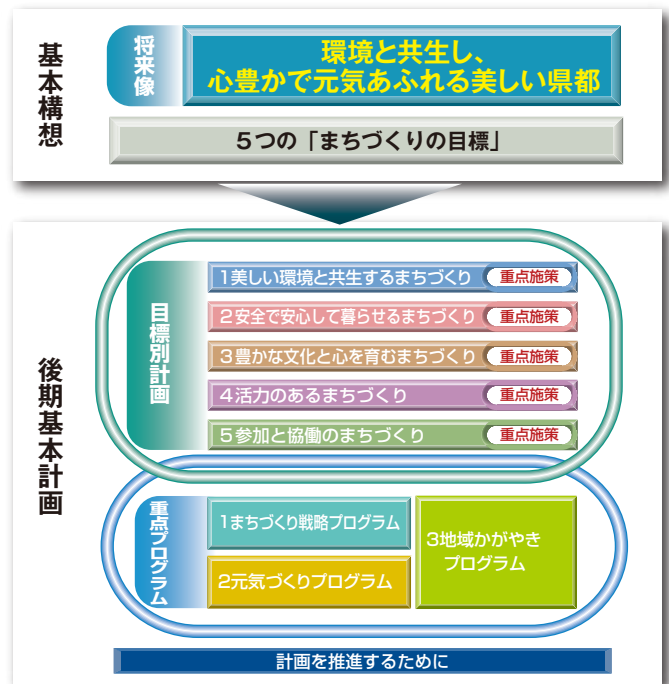 基本構想
将来像
環境と共生し、
心豊かで元気あふれる美しい県都
5つの「まちづくりの目標」
後期基本計画
目標別計画
1美しい環境と共生するまちづくり 重点施策
2安全で安心して暮らせるまちづくり 重点施策
3豊かな文化と心を育むまちづくり 重点施策
4活力のあるまちづくり 重点施策
5参加と協働のまちづくり 重点施策
重点プログラム
1まちづくり戦略プログラム
2元気づくりプログラム
3地域かがやき
プログラム
計画を推進するために